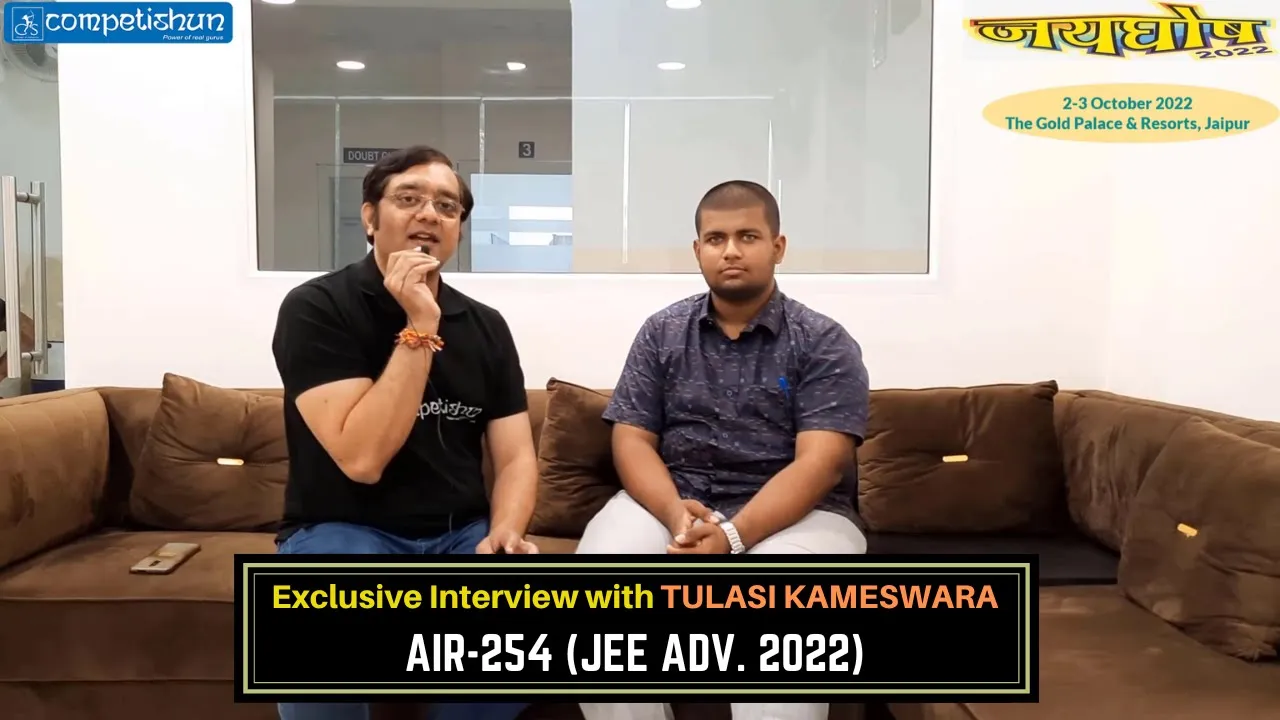 competishun
Power of real gurus
जयघोष
2022
2-3 October 2022
The Gold Palace & Resorts, Jaipur
DOUBT
3
Exclusive Interview with TULASI KAMESWARA
AIR-254 (JEE ADV. 2022)